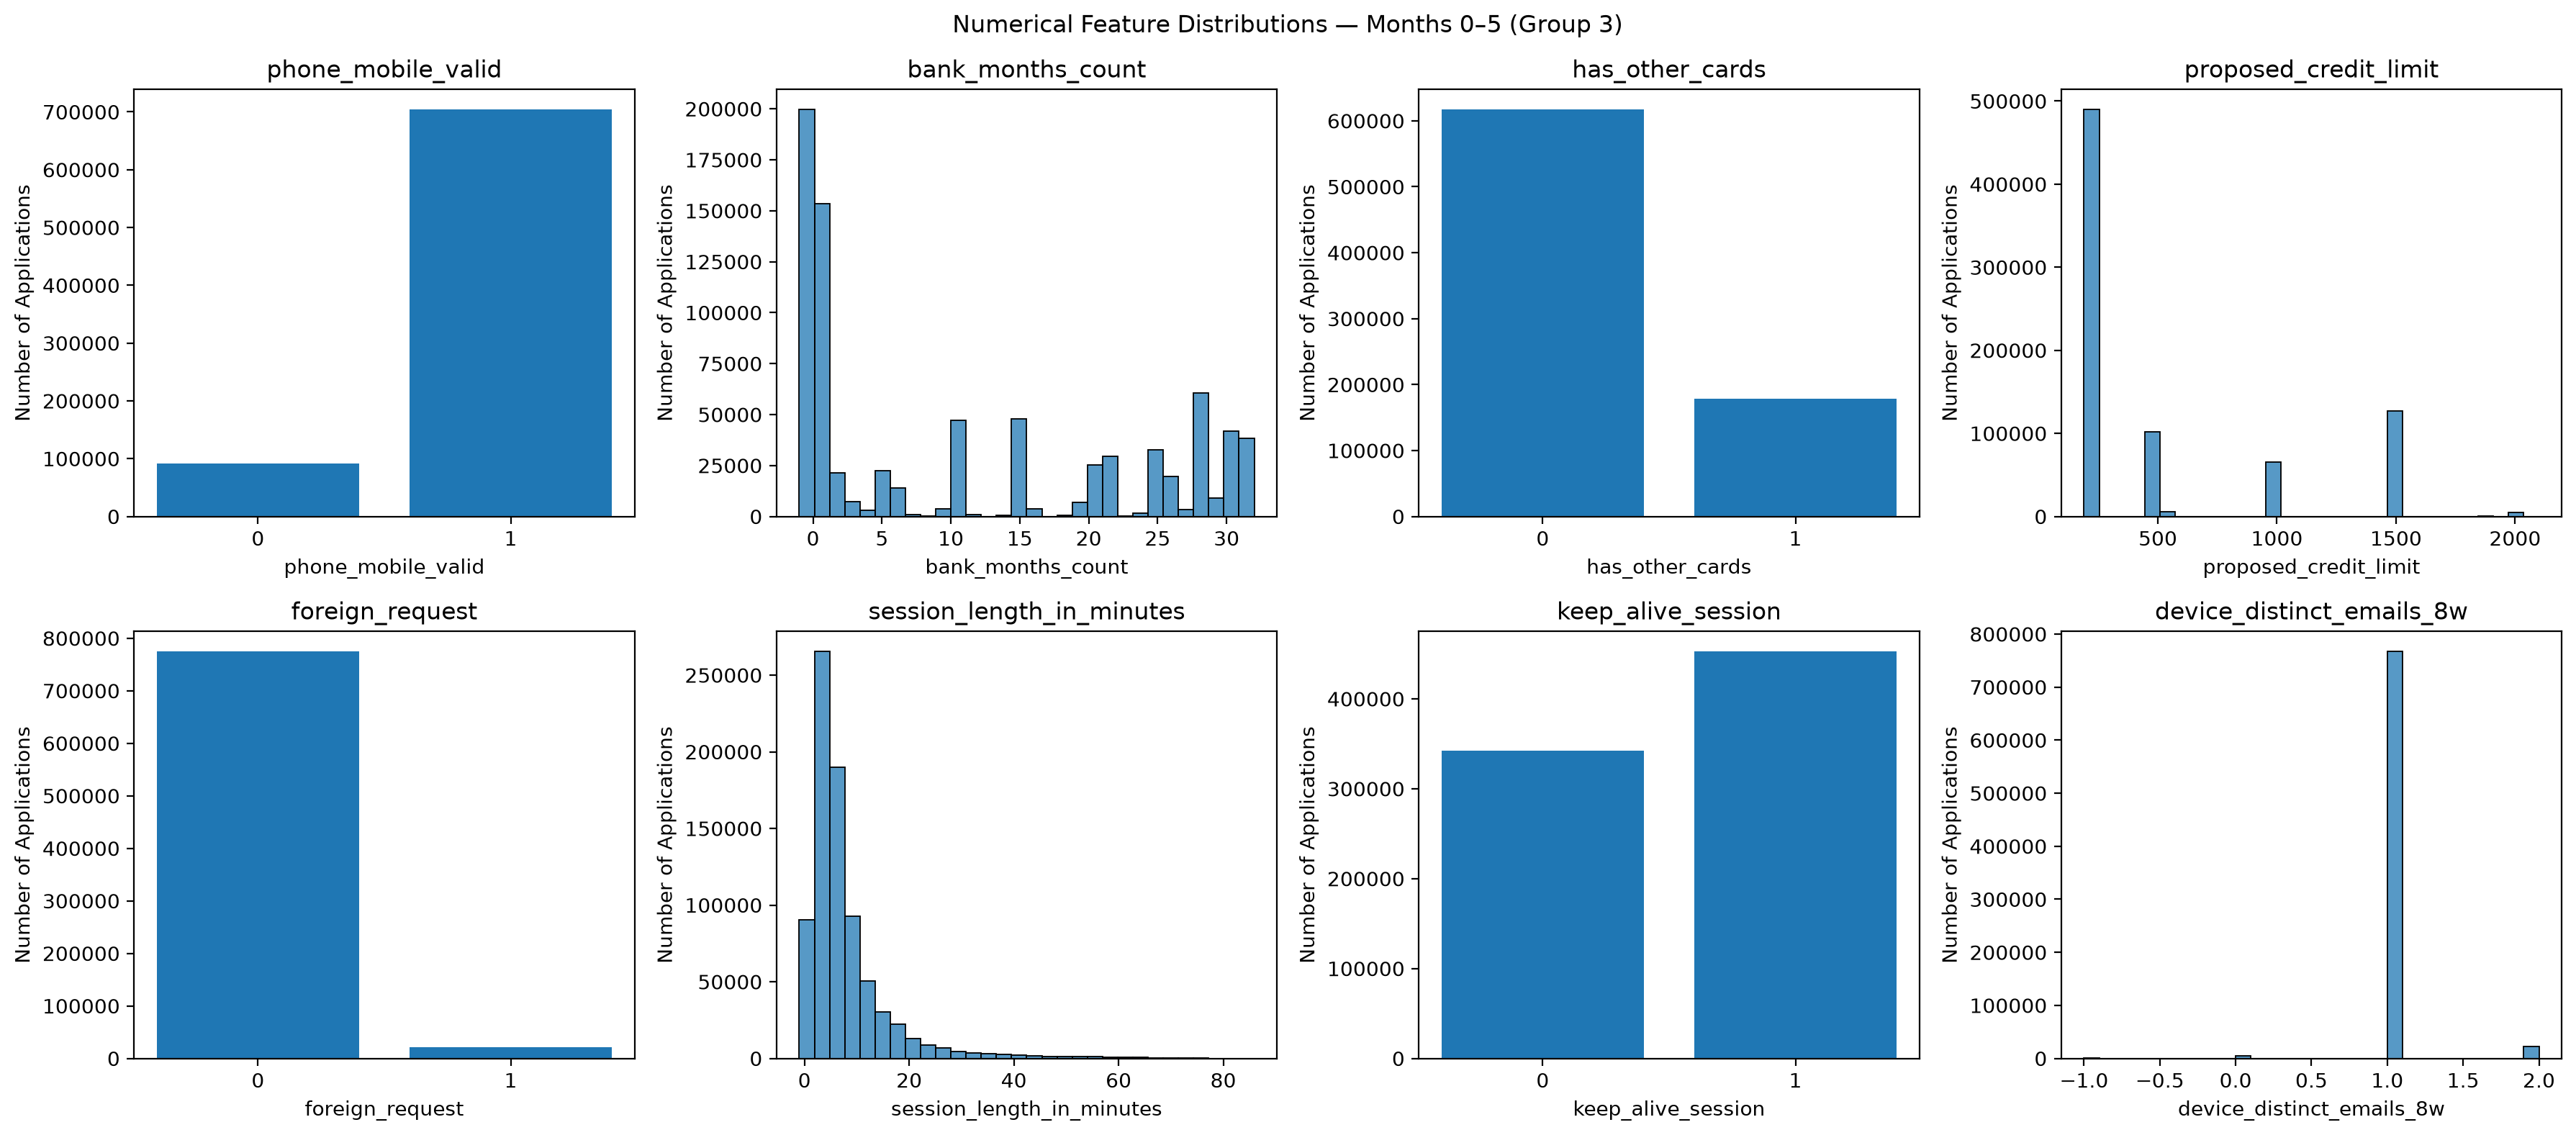 Numerical Feature Distributions — Months 0–5 (Group 3)
phone_mobile_valid
Number of Applications
700000
600000
500000
400000
300000
200000
100000
0
0 1
phone_mobile_valid
bank_months_count
Number of Applications
200000
175000
150000
125000
100000
75000
50000
25000
0
0 5 10 15 20 25 30
bank_months_count
has_other_cards
Number of Applications
600000
500000
400000
300000
200000
100000
0
0 1
has_other_cards
proposed_credit_limit
Number of Applications
500000
400000
300000
200000
100000
0
500 1000 1500 2000
proposed_credit_limit
foreign_request
Number of Applications
800000
700000
600000
500000
400000
300000
200000
100000
0
0 1
foreign_request
session_length_in_minutes
Number of Applications
250000
200000
150000
100000
50000
0
0 20 40 60 80
session_length_in_minutes
keep_alive_session
Number of Applications
400000
300000
200000
100000
0
0 1
keep_alive_session
device_distinct_emails_8w
Number of Applications
800000
700000
600000
500000
400000
300000
200000
100000
0
−1.0 −0.5 0.0 0.5 1.0 1.5 2.0
device_distinct_emails_8w